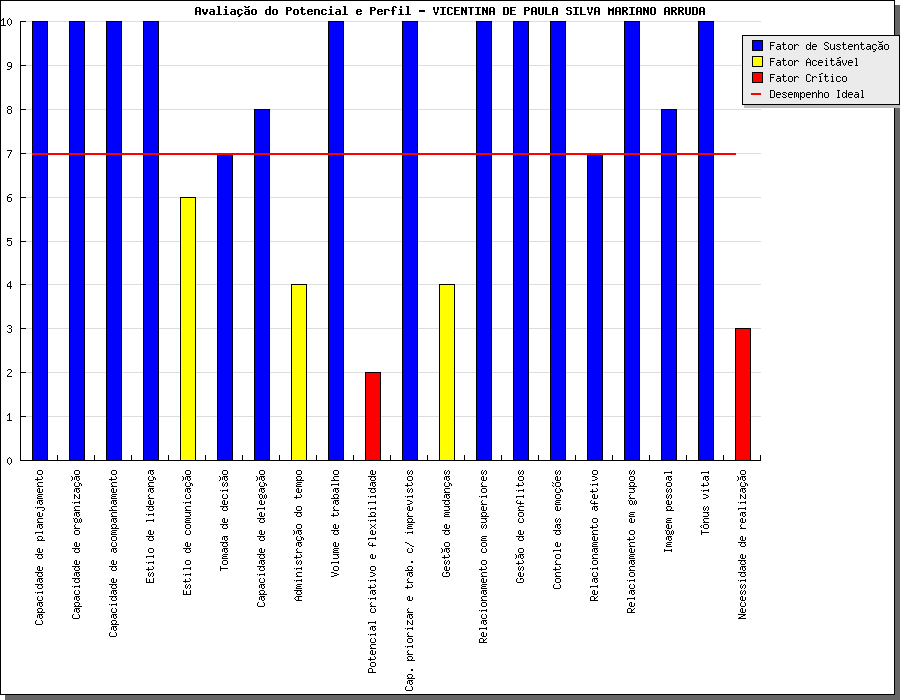 Avaliação do Potencial e Perfil - VICENTINA DE PAULA SILVA MARIANO ARRUDA
Fator de Sustentação
Fator Aceitável
Fator Crítico
Desempenho Ideal
10
9
8
7
6
5
4
3
2
1
0
Capacidade de planejamento
Capacidade de organização
Capacidade de acompanhamento
Estilo de liderança
Estilo de comunicação
Tomada de decisão
Capacidade de delegação
Administração do tempo
Volume de trabalho
Potencial criativo e flexibilidade
Cap. priorizar e trab. c/ imprevistos
Gestão de mudanças
Relacionamento com superiores
Gestão de conflitos
Controle das emoções
Relacionamento afetivo
Relacionamento em grupos
Imagem pessoal
Tônus vital
Necessidade de realização